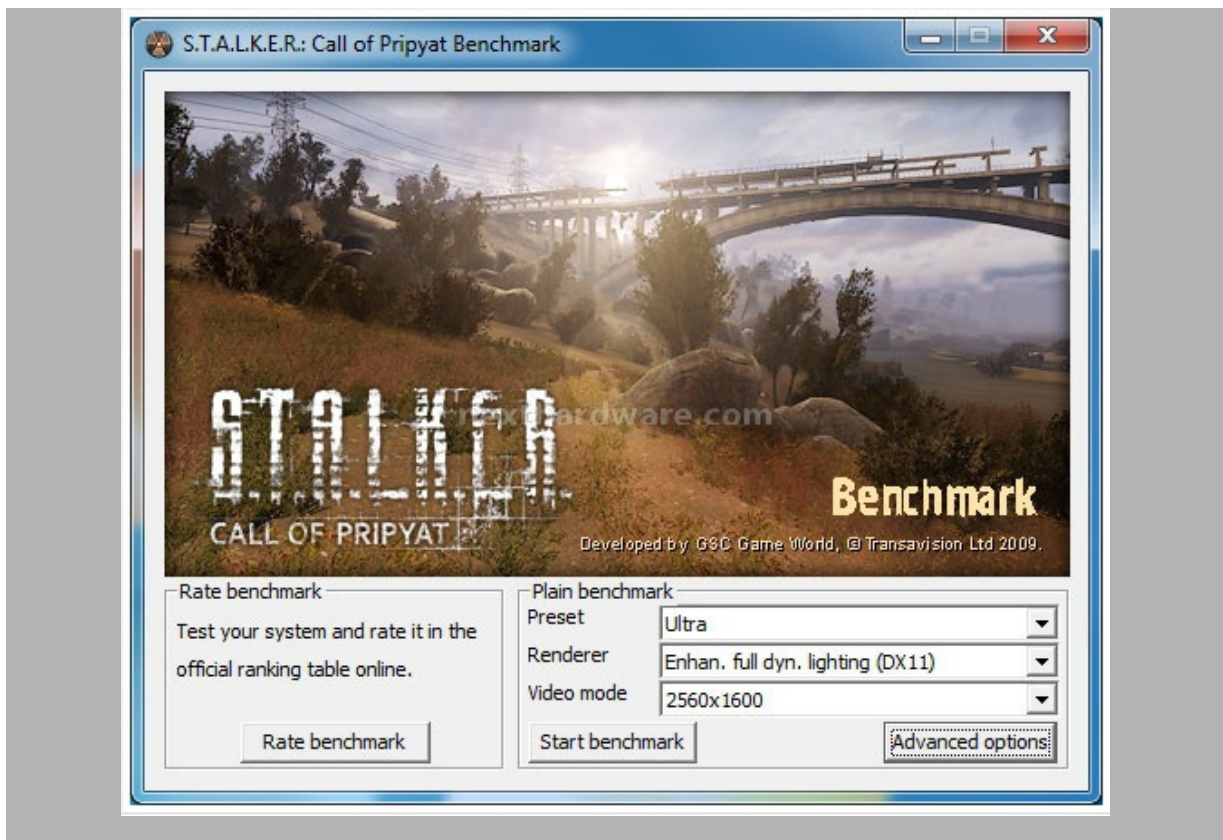 S.T.A.L.K.E.R.: Call of Pripyat Benchmark
nexthardware.com
S.T.A.L.K.E.R.
CALL OF PRIPYAT
Benchmark
Developed by GSC Game World, © Transavision Ltd 2009.
Rate benchmark
Test your system and rate it in the
official ranking table online.
Rate benchmark
Plain benchmark
Preset Ultra
Renderer Enhan. full dyn. lighting (DX11)
Video mode 2560x1600
Start benchmark Advanced options